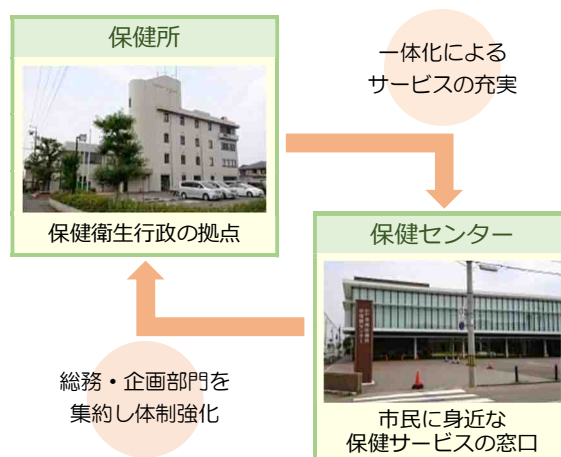 保健所
保健衛生行政の拠点
一体化による
サービスの充実
保健センター
市民に身近な
保健サービスの窓口
総務・企画部門を
集約し体制強化